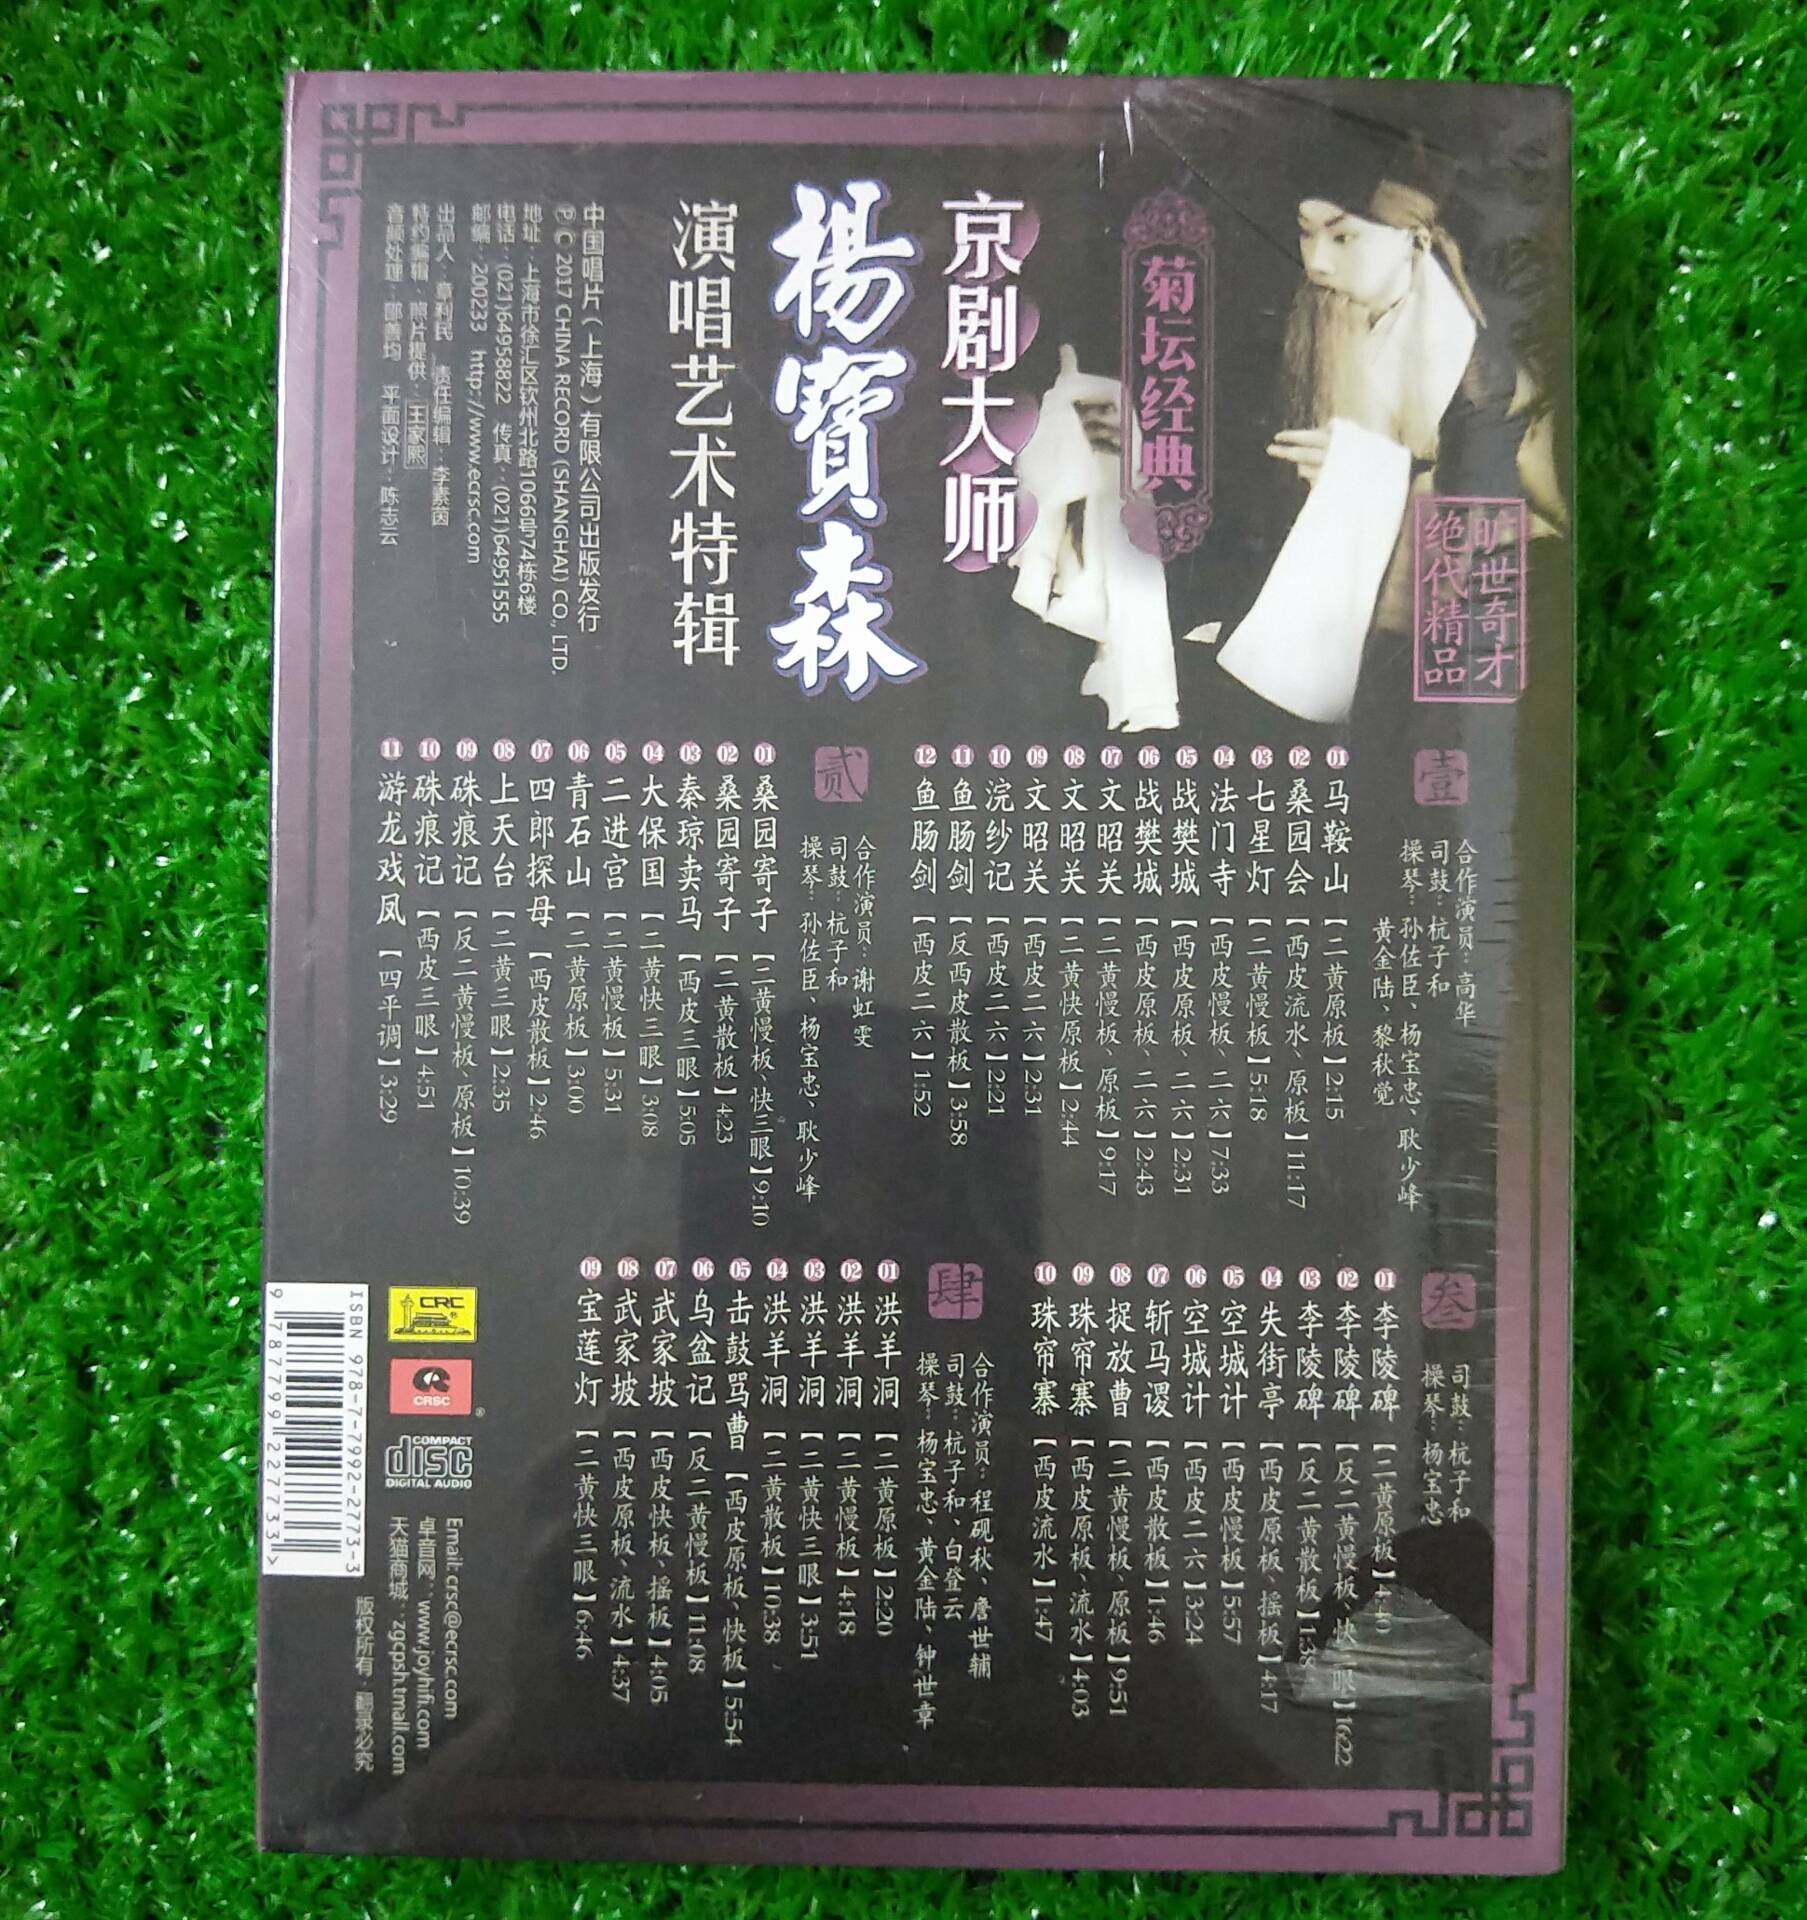 旷世奇才
绝代精品
菊坛经典
京剧大师
楊寶森
演唱艺术特辑
中国唱片（上海）有限公司出版发行
℗ © 2017 CHINA RECORD (SHANGHAI) CO., LTD.
地址：上海市徐汇区钦州北路1066号74栋6楼
电话：(021)64958822 传真：(021)64951555
邮编：200233 http://www.ecrsc.com
出品人：章利民 责任编辑：李素茵
特约编辑、照片提供：王家熙
音频处理：邵善均 平面设计：陈志云
壹
合作演员：高华
司鼓：杭子和
操琴：孙佐臣、杨宝忠、耿少峰
黄金陆、黎秋觉
01 马鞍山【二黄原板】2:15
02 桑园会【西皮流水、原板】11:17
03 七星灯【二黄慢板】5:18
04 法门寺【西皮慢板、二六】7:33
05 战樊城【西皮原板、二六】2:31
06 战樊城【西皮原板、二六】2:43
07 文昭关【二黄慢板、原板】9:17
08 文昭关【二黄快原板】2:44
09 文昭关【西皮二六】2:31
10 浣纱记【西皮二六】2:21
11 鱼肠剑【反西皮散板】3:58
12 鱼肠剑【西皮二六】1:52
贰
合作演员：谢虹雯
司鼓：杭子和
操琴：孙佐臣、杨宝忠、耿少峰
01 桑园寄子【二黄慢板、快三眼】9:10
02 桑园寄子【二黄散板】4:23
03 秦琼卖马【西皮三眼】5:05
04 大保国【二黄快三眼】3:08
05 二进宫【二黄慢板】5:31
06 青石山【二黄原板】3:00
07 四郎探母【西皮散板】2:46
08 上天台【二黄三眼】2:35
09 硃痕记【反二黄慢板、原板】10:39
10 硃痕记【西皮三眼】4:51
11 游龙戏凤【四平调】3:29
叁
司鼓：杭子和
操琴：杨宝忠
01 李陵碑【二黄原板】4:40
02 李陵碑【反二黄慢板、快 眼】16:22
03 李陵碑【反二黄散板】1:38
04 失街亭【西皮原板、摇板】4:17
05 空城计【西皮慢板】5:57
06 空城计【西皮二六】3:24
07 斩马谡【西皮散板】1:46
08 捉放曹【二黄慢板、原板】9:51
09 珠帘寨【西皮原板、流水】4:03
10 珠帘寨【西皮流水】1:47
肆
合作演员：程砚秋、詹世辅
司鼓：杭子和、白登云
操琴：杨宝忠、黄金陆、钟世章
01 洪羊洞【二黄原板】2:20
02 洪羊洞【二黄慢板】4:18
03 洪羊洞【二黄快三眼】3:51
04 洪羊洞【二黄散板】10:38
05 击鼓骂曹【西皮原板、快板】5:54
06 乌盆记【反二黄慢板】11:08
07 武家坡【西皮快板、摇板】4:05
08 武家坡【西皮原板、流水】4:37
09 宝莲灯【二黄快三眼】6:46
CRC
CRSC
®
COMPACT
disc
DIGITAL AUDIO
Email: crsc@ecrsc.com
卓音网：www.joyhifi.com
天猫商城：zgcpsh.tmall.com
版权所有·翻录必究
ISBN 978-7-7992-2773-3
9 787799 227733 >